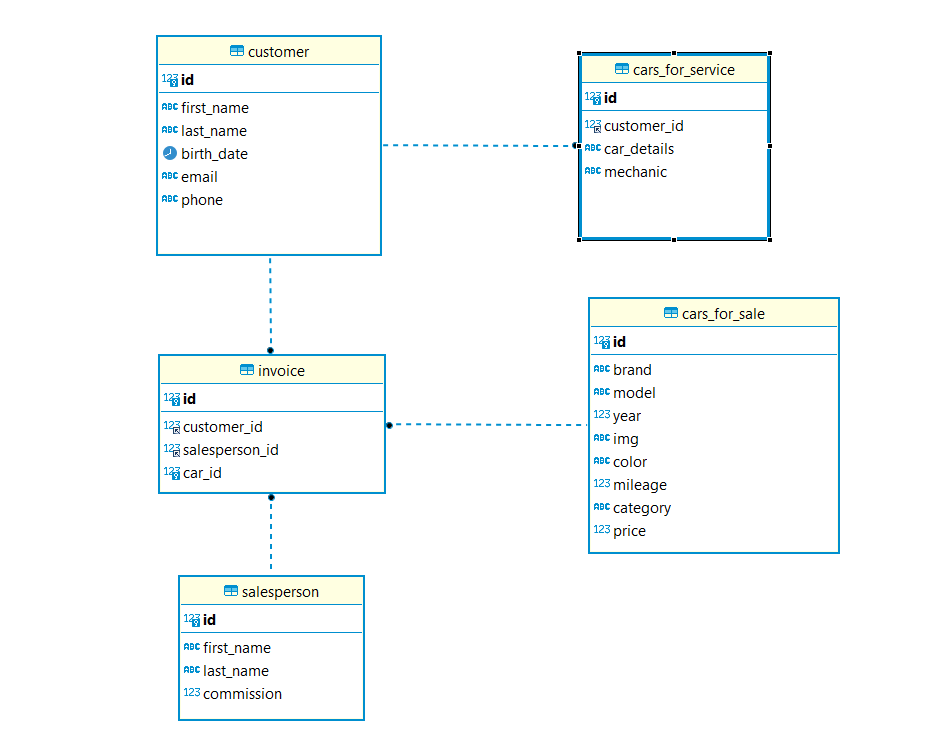 customer
123 id
ABC first_name
ABC last_name
birth_date
ABC email
ABC phone
cars_for_service
123 id
123 customer_id
ABC car_details
ABC mechanic
invoice
123 id
123 customer_id
123 salesperson_id
123 car_id
cars_for_sale
123 id
ABC brand
ABC model
123 year
ABC img
ABC color
123 mileage
ABC category
123 price
salesperson
123 id
ABC first_name
ABC last_name
123 commission